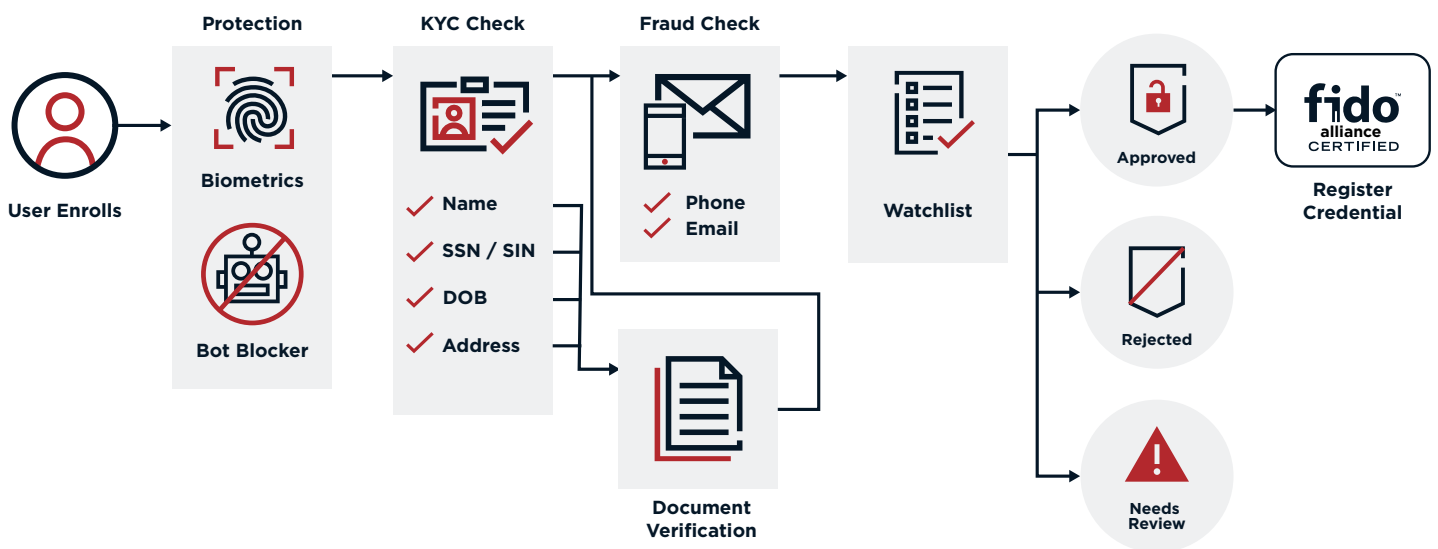 Protection
KYC Check
Fraud Check
User Enrolls
Biometrics
Bot Blocker
Name
SSN / SIN
DOB
Address
Phone
Email
Document
Verification
Watchlist
Approved
Rejected
Needs
Review
fido™
alliance
CERTIFIED
Register
Credential